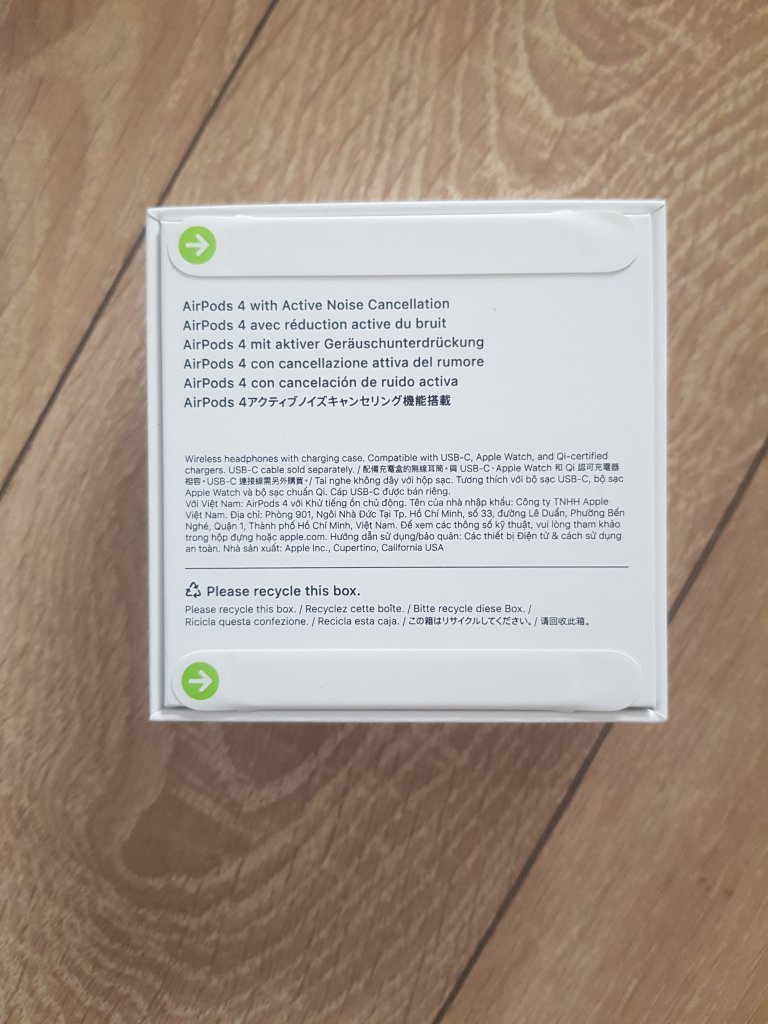 AirPods 4 with Active Noise Cancellation
AirPods 4 avec réduction active du bruit
AirPods 4 mit aktiver Geräuschunterdrückung
AirPods 4 con cancellazione attiva del rumore
AirPods 4 con cancelación de ruido activa
AirPods 4アクティブノイズキャンセリング機能搭載
Wireless headphones with charging case. Compatible with USB-C, Apple Watch, and Qi-certified
chargers. USB-C cable sold separately. / 配備充電盒的無線耳筒。與 USB-C、Apple Watch 和 Qi 認可充電器
相容。USB-C 連接線需另外購買。/ Tai nghe không dây với hộp sạc. Tương thích với bộ sạc USB-C, bộ sạc
Apple Watch và bộ sạc chuẩn Qi. Cáp USB-C được bán riêng.
Với Việt Nam: AirPods 4 với Khử tiếng ồn chủ động. Tên của nhà nhập khẩu: Công ty TNHH Apple
Việt Nam. Địa chỉ: Phòng 901, Ngôi Nhà Đức Tại Tp. Hồ Chí Minh, số 33, đường Lê Duẩn, Phường Bến
Nghé, Quận 1, Thành phố Hồ Chí Minh, Việt Nam. Để xem các thông số kỹ thuật, vui lòng tham khảo
trong hộp đựng hoặc apple.com. Hướng dẫn sử dụng/bảo quản: Các thiết bị Điện tử & cách sử dụng
an toàn. Nhà sản xuất: Apple Inc., Cupertino, California USA
Please recycle this box.
Please recycle this box. / Recyclez cette boîte. / Bitte recycle diese Box. /
Ricicla questa confezione. / Recicla esta caja. / この箱はリサイクルしてください。/ 请回收此箱。